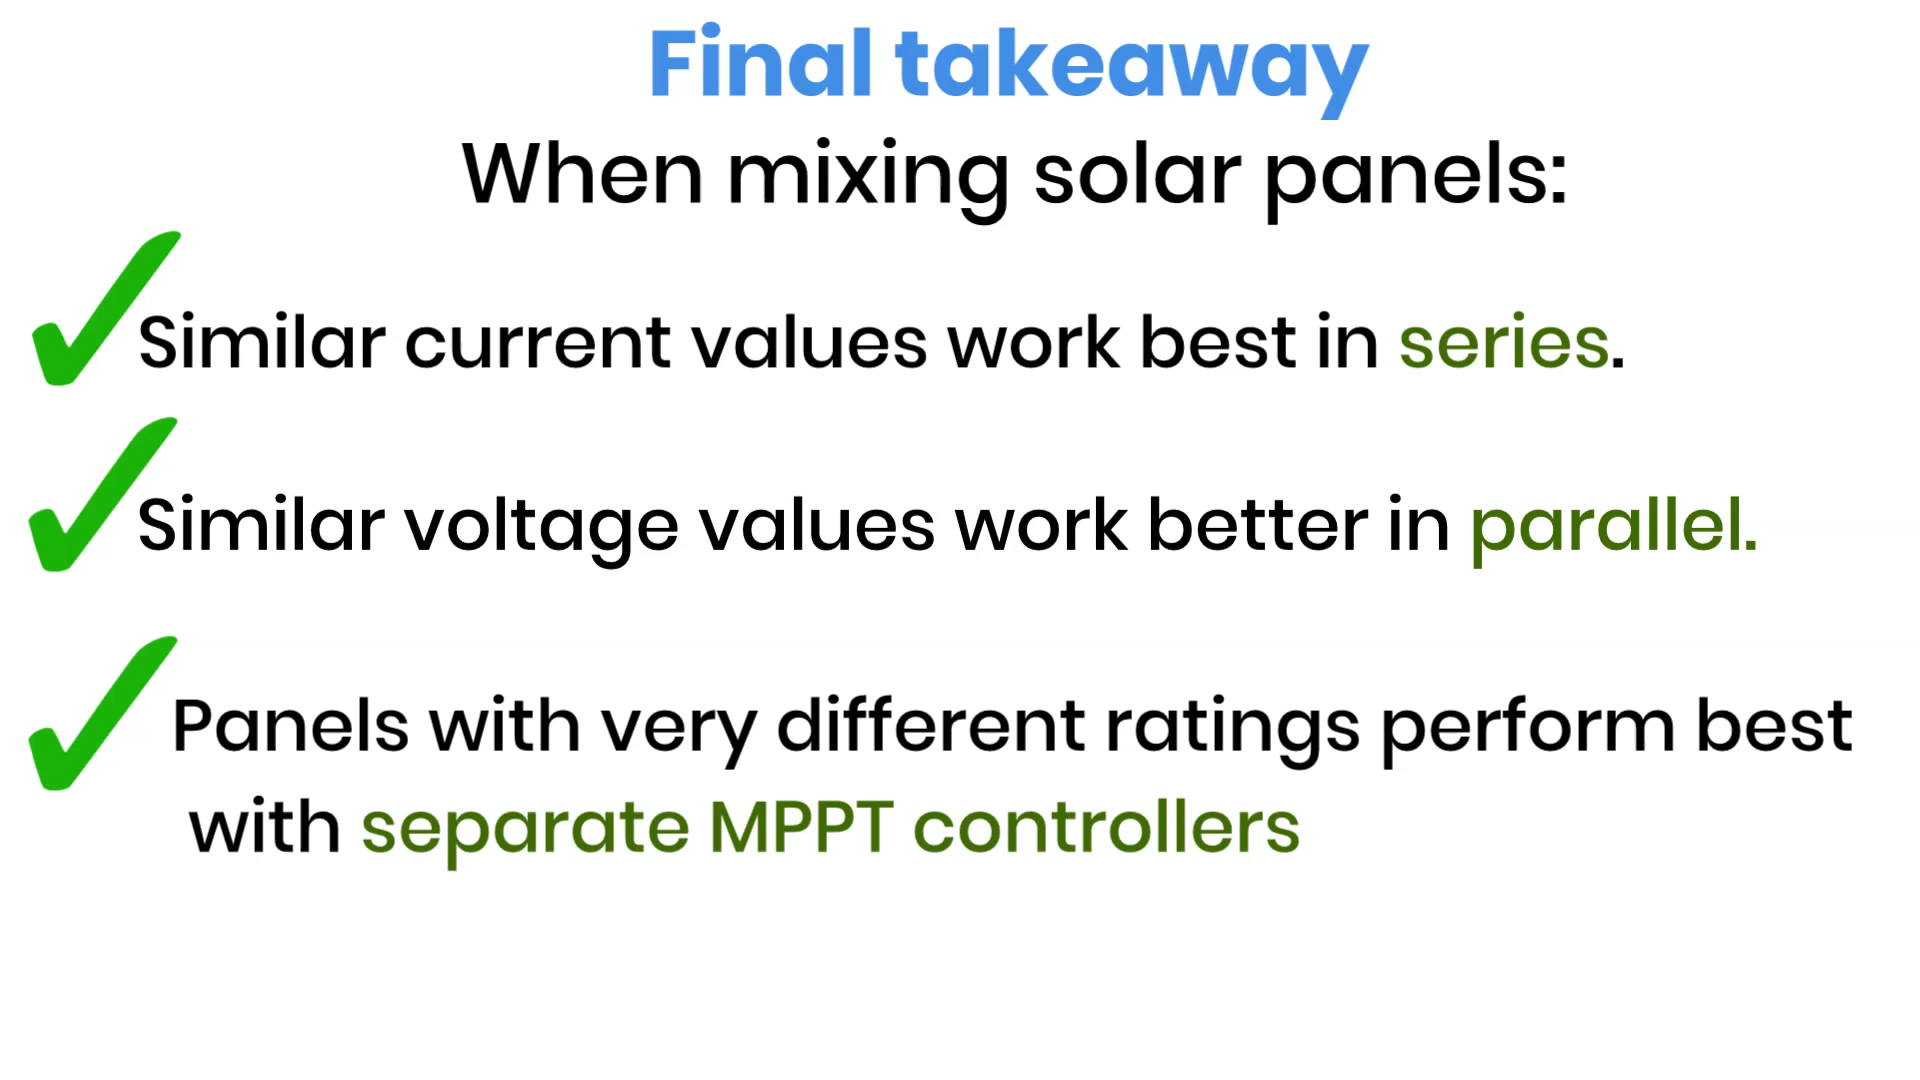 Final takeaway
When mixing solar panels:
Similar current values work best in series.
Similar voltage values work better in parallel.
Panels with very different ratings perform best
with separate MPPT controllers